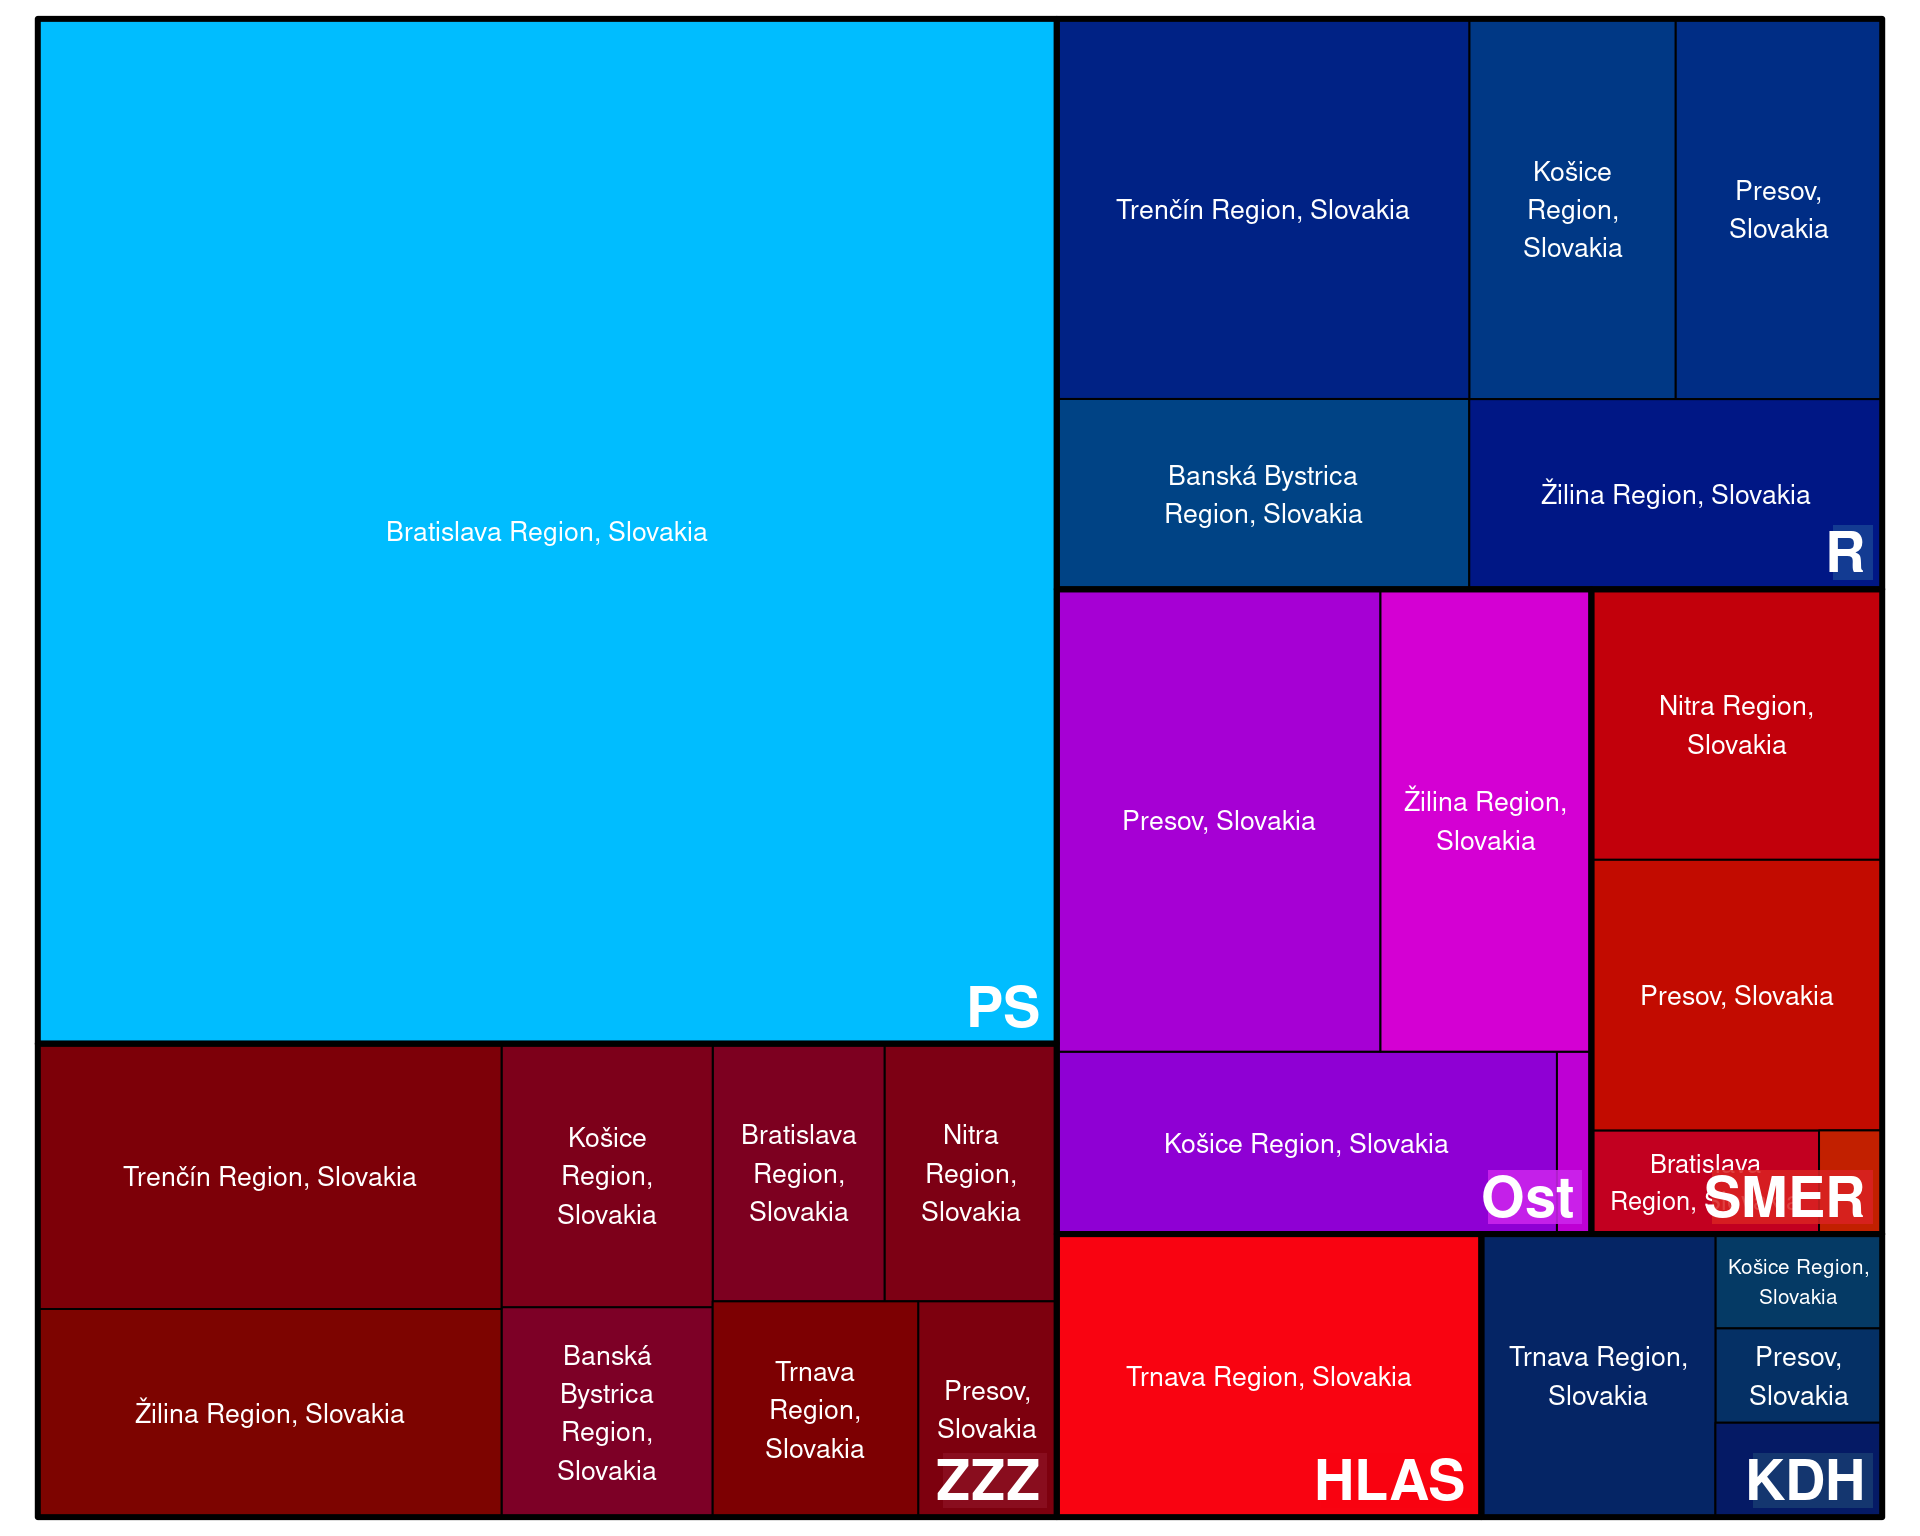 Bratislava Region, Slovakia
PS
Trenčín Region, Slovakia
Košice
Region,
Slovakia
Presov,
Slovakia
Banská Bystrica
Region, Slovakia
Žilina Region, Slovakia
R
Presov, Slovakia
Žilina Region,
Slovakia
Košice Region, Slovakia
Ost
Nitra Region,
Slovakia
Presov, Slovakia
Bratislava
Region,
SMER
Trenčín Region, Slovakia
Žilina Region, Slovakia
Košice
Region,
Slovakia
Banská
Bystrica
Region,
Slovakia
Bratislava
Region,
Slovakia
Nitra
Region,
Slovakia
Trnava
Region,
Slovakia
Presov,
Slovakia
ZZZ
Trnava Region, Slovakia
HLAS
Trnava Region,
Slovakia
Košice Region,
Slovakia
Presov,
Slovakia
KDH